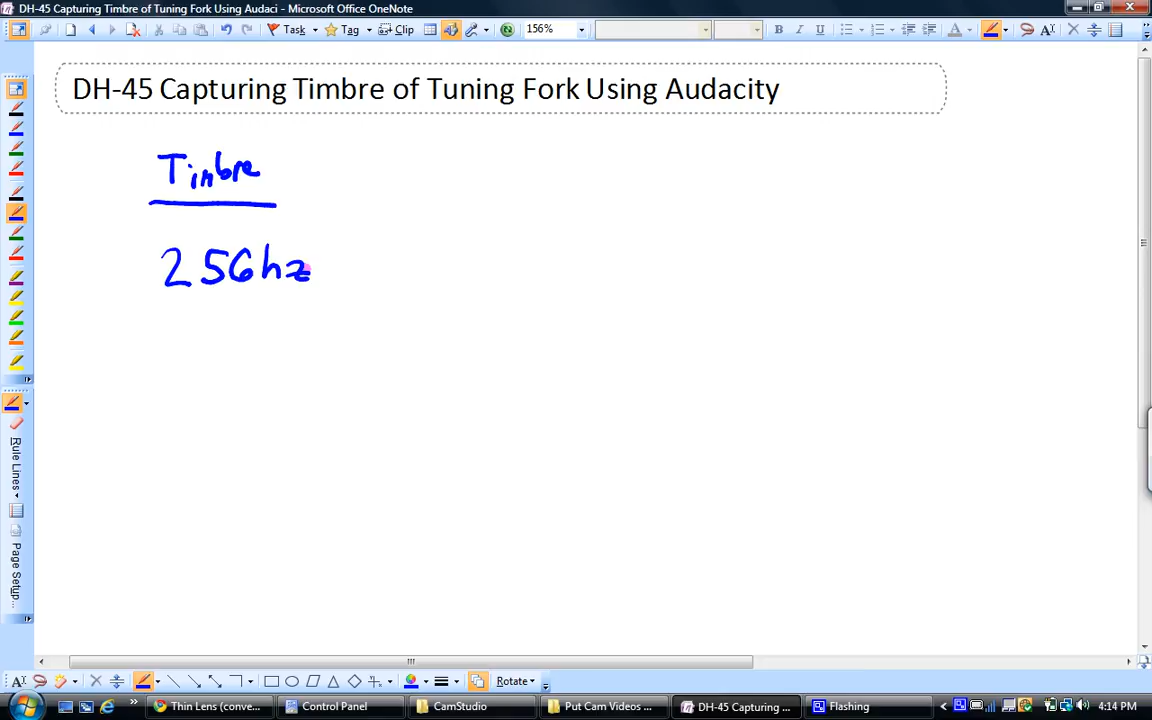 DH-45 Capturing Timbre of Tuning Fork Using Audaci - Microsoft Office OneNote
Task Tag Clip 156% B I U A
DH-45 Capturing Timbre of Tuning Fork Using Audacity
Timbre
256hz
Rule Lines
Page Setup...
Rotate
Thin Lens (conve... Control Panel CamStudio Put Cam Videos ... DH-45 Capturing ... Flashing 4:14 PM